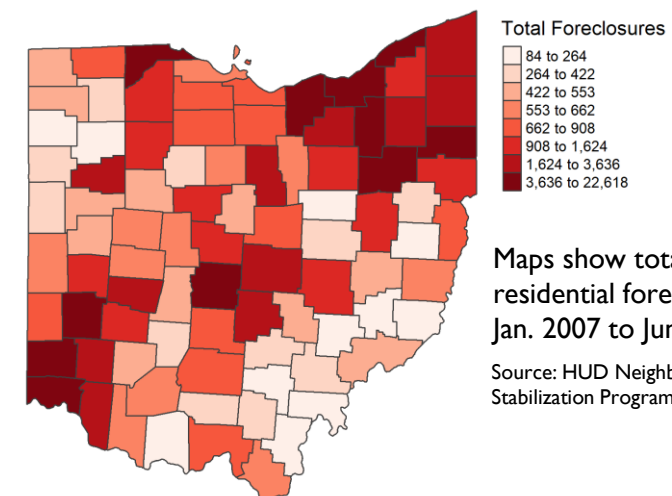 Total Foreclosures
84 to 264
264 to 422
422 to 553
553 to 662
662 to 908
908 to 1,624
1,624 to 3,636
3,636 to 22,618
Maps show tota
residential fore
Jan. 2007 to Jun
Source: HUD Neighb
Stabilization Program